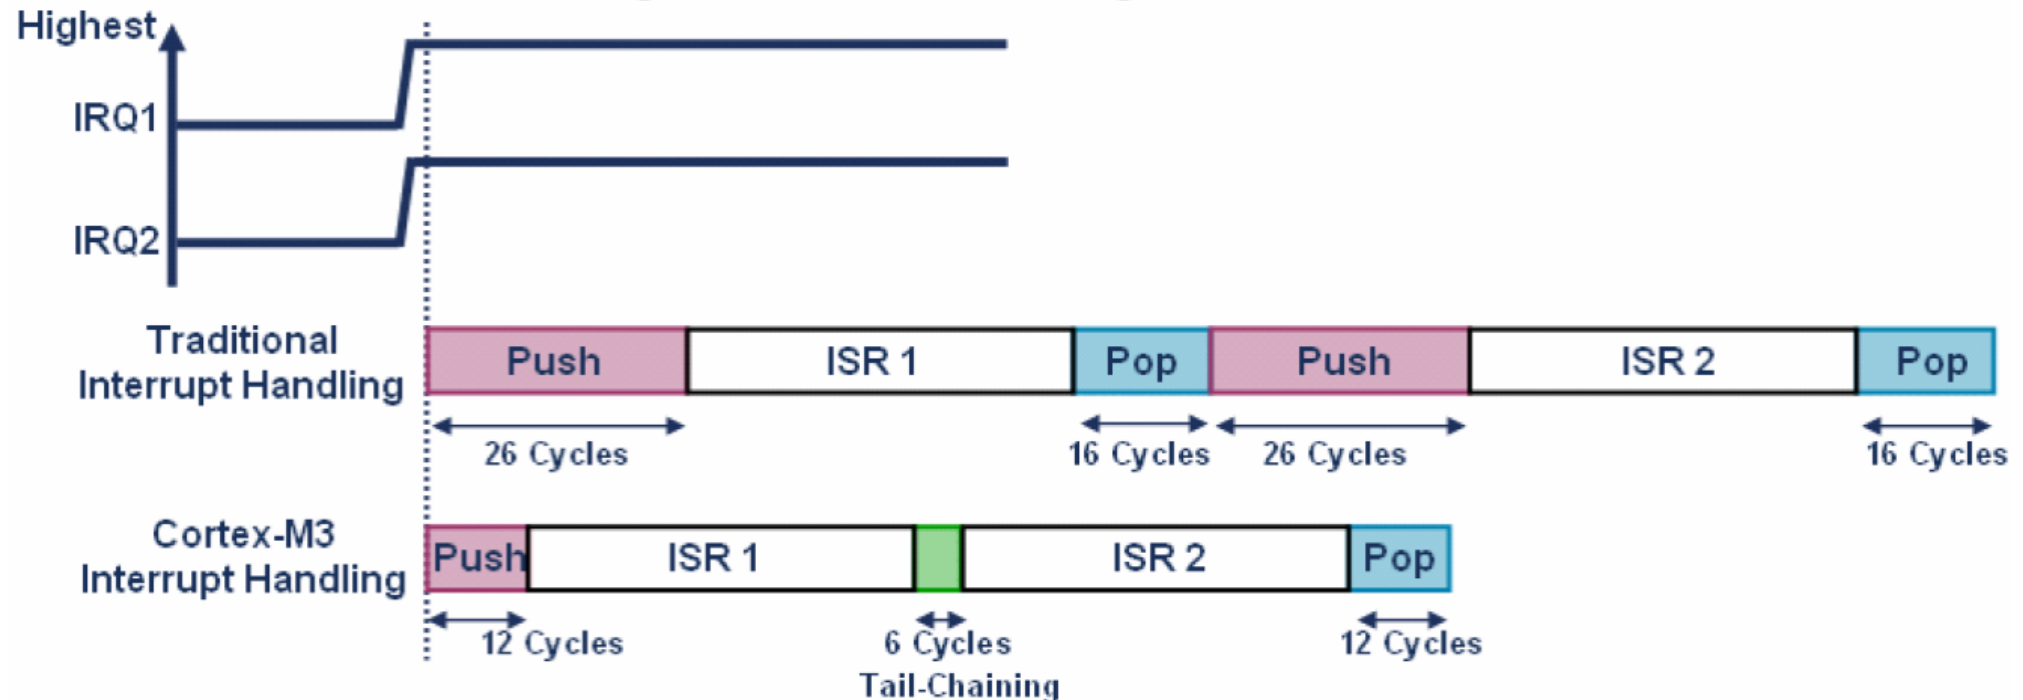 Highest
IRQ1
IRQ2
Traditional
Interrupt Handling
Push
ISR 1
Pop
Push
ISR 2
Pop
26 Cycles
16 Cycles
26 Cycles
16 Cycles
Cortex-M3
Interrupt Handling
Push
ISR 1
ISR 2
Pop
12 Cycles
6 Cycles
12 Cycles
Tail-Chaining